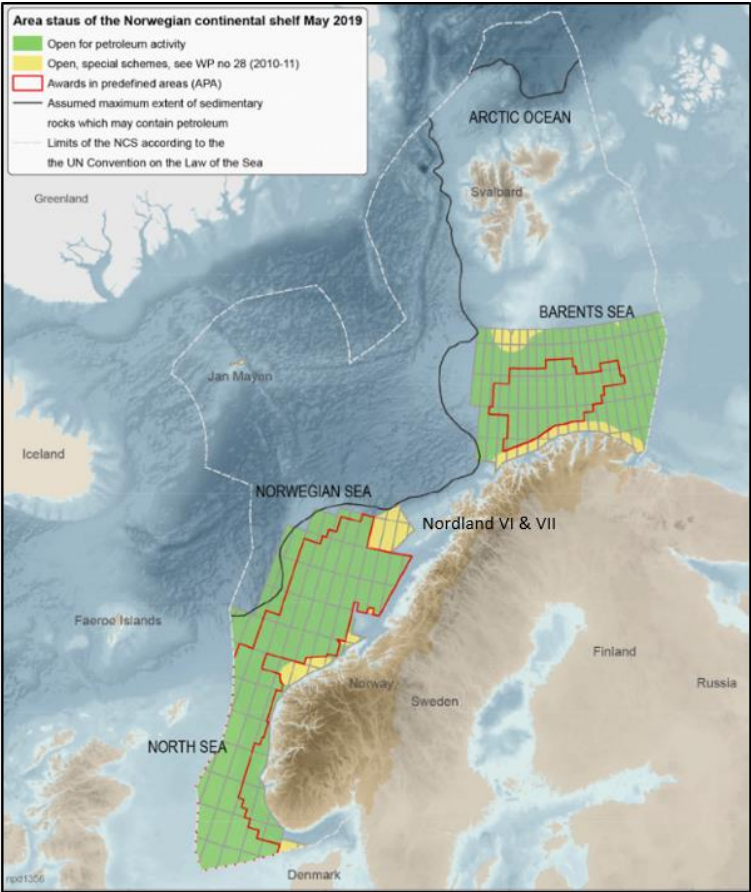 Area staus of the Norwegian continental shelf May 2019
Open for petroleum activity
Open, special schemes, see WP no 28 (2010-11)
Awards in predefined areas (APA)
Assumed maximum extent of sedimentary
rocks which may contain petroleum
Limits of the NCS according to the
the UN Convention on the Law of the Sea
ARCTIC OCEAN
Svalbard
Greenland
BARENTS SEA
Jan Mayen
Iceland
NORWEGIAN SEA
Nordland VI & VII
Faeroe Islands
Finland
Norway
Russia
Sweden
NORTH SEA
Denmark
npd1356